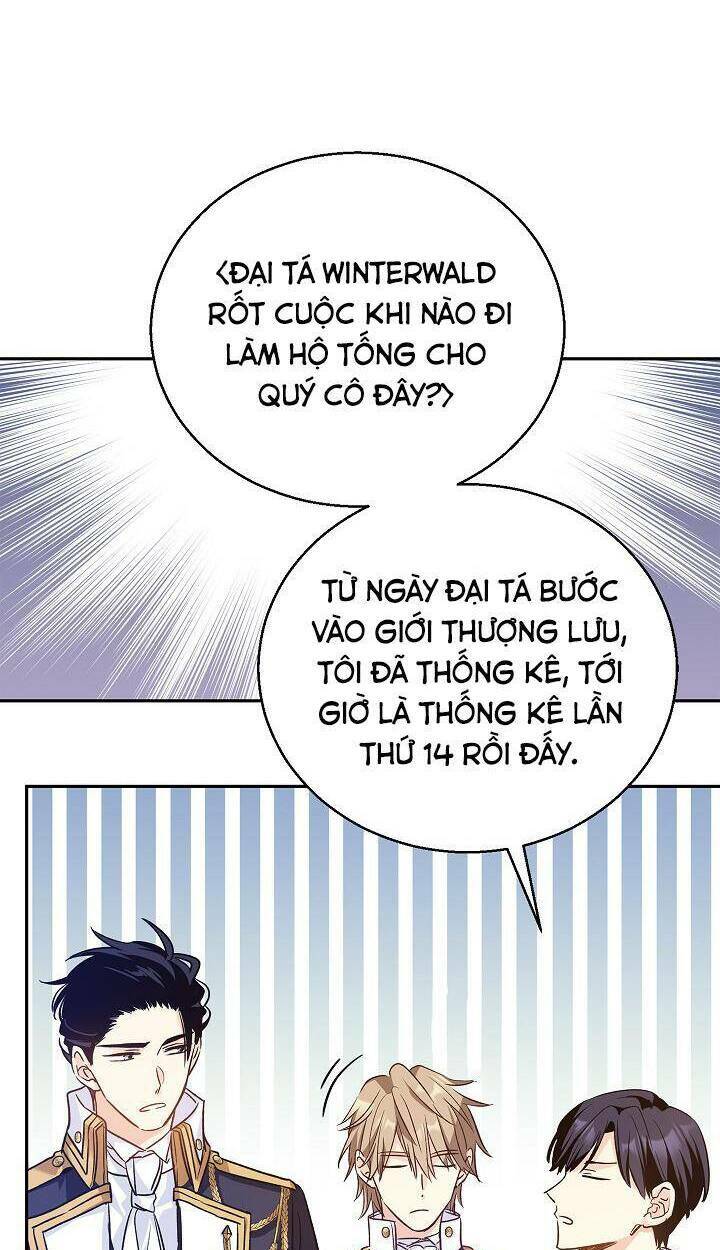 <ĐẠI TÁ WINTERWALD
RỐT CUỘC KHI NÀO ĐI
LÀM HỘ TỐNG CHO
QUÝ CÔ ĐÂY?>
TỪ NGÀY ĐẠI TÁ BƯỚC
VÀO GIỚI THƯỢNG LƯU,
TÔI ĐÃ THỐNG KÊ, TỚI
GIỜ LÀ THỐNG KÊ LẦN
THỨ 14 RỒI ĐẤY.